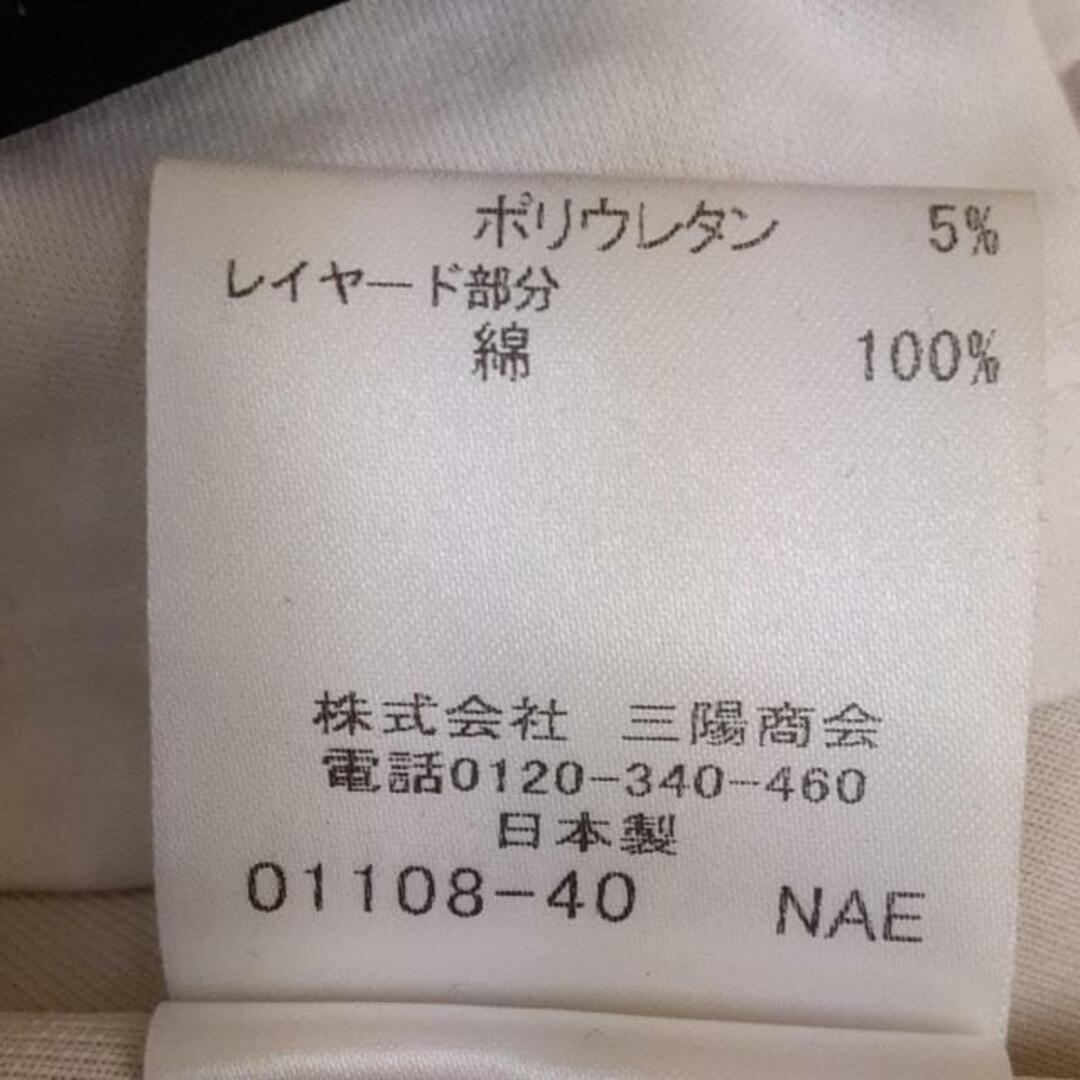 ポリウレタン 5%
レイヤード部分
綿 100%
株式会社 三陽商会
電話0120-340-460
日本製
01108-40 NAE